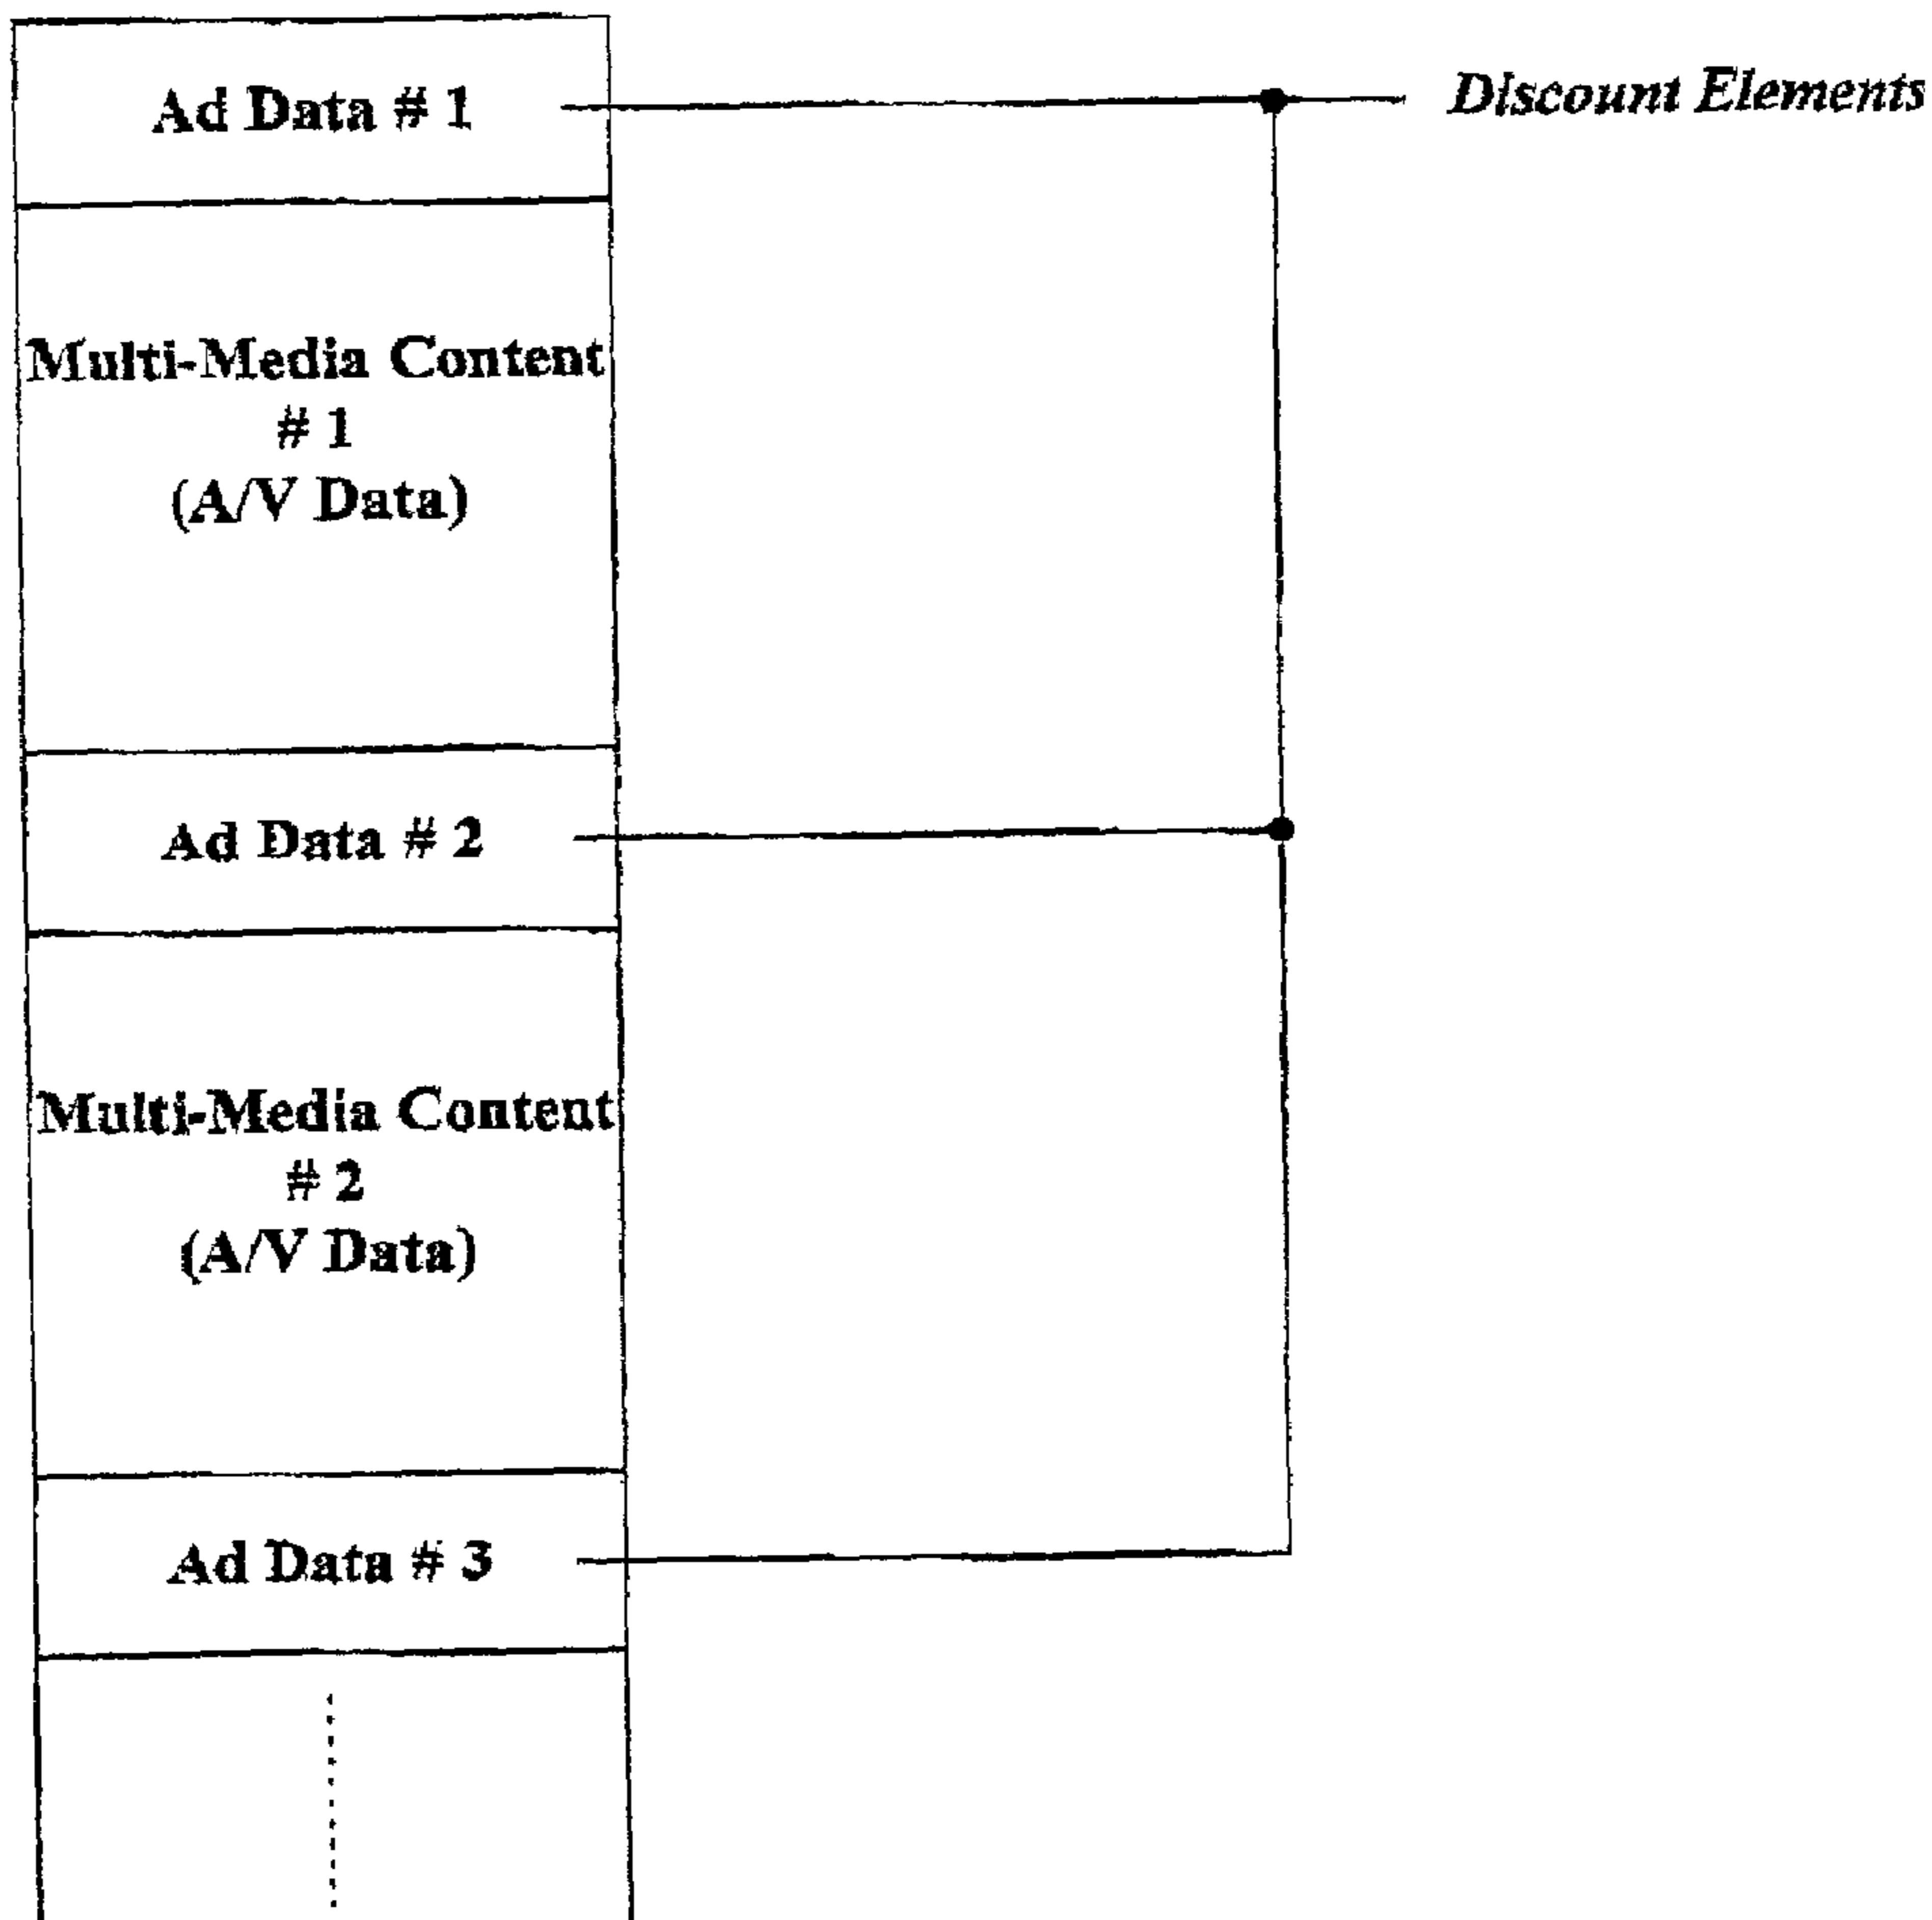 Ad Data # 1
Discount Elements
Multi-Media Content
# 1
(A/V Data)
Ad Data # 2
Multi-Media Content
# 2
(A/V Data)
Ad Data # 3